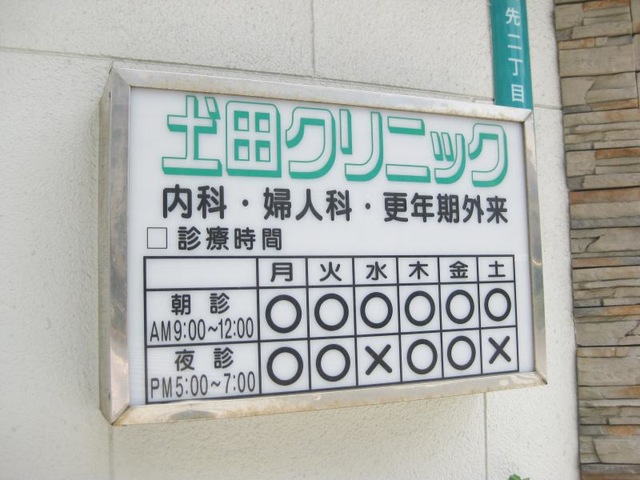 先二丁目
土田クリニック
内科・婦人科・更年期外来
□診療時間
月 火 水 木 金 土
朝診 AM9:00~12:00 ○ ○ ○ ○ ○ ○
夜診 PM5:00~7:00 ○ ○ × ○ ○ ×